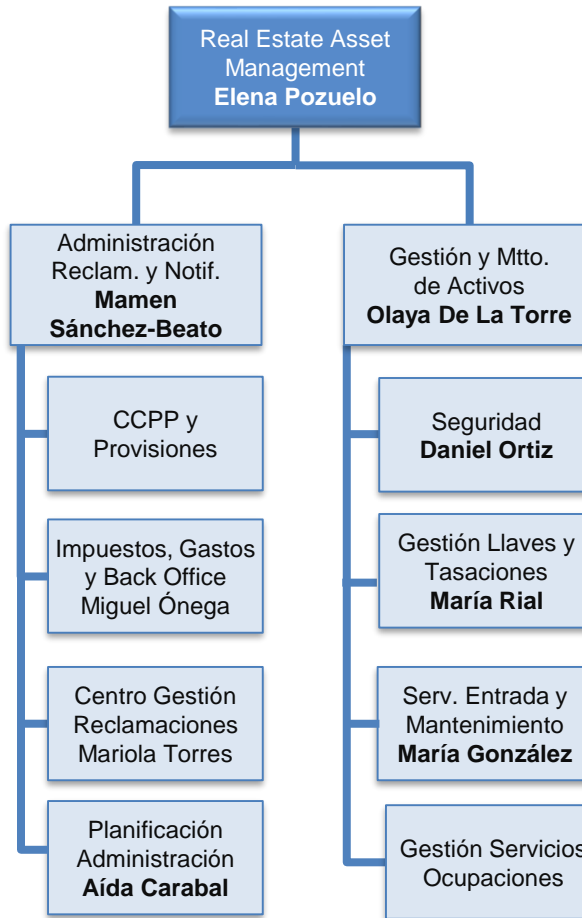 Real Estate Asset
Management
Elena Pozuelo
Administración
Reclam. y Notif.
Mamen
Sánchez-Beato
CCPP y
Provisiones
Impuestos, Gastos
y Back Office
Miguel Ónega
Centro Gestión
Reclamaciones
Mariola Torres
Planificación
Administración
Aída Carabal
Gestión y Mtto.
de Activos
Olaya De La Torre
Seguridad
Daniel Ortiz
Gestión Llaves y
Tasaciones
María Rial
Serv. Entrada y
Mantenimiento
María González
Gestión Servicios
Ocupaciones